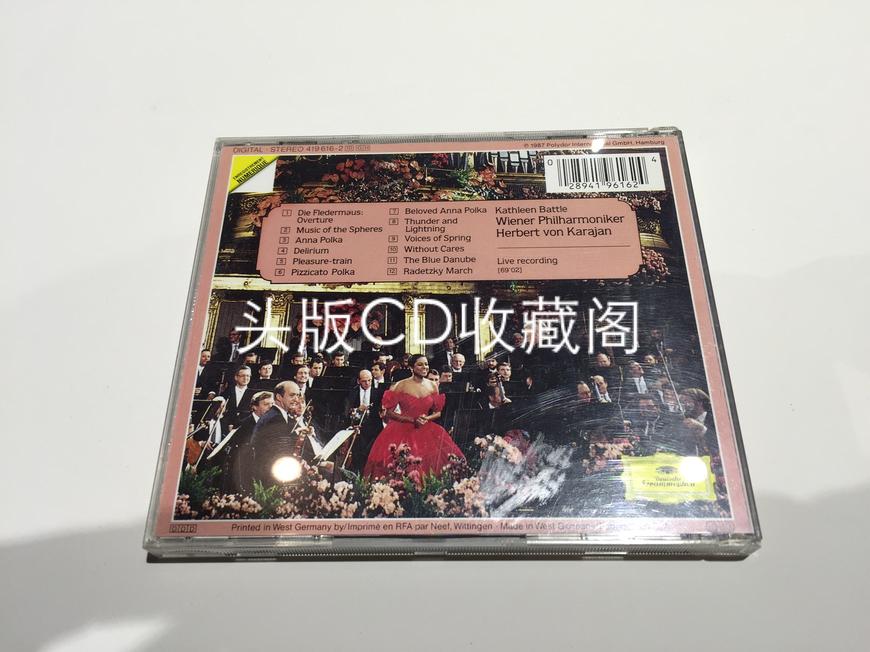 DIGITAL · STEREO 419 616-2
© 1987 Polydor International GmbH, Hamburg
NUMÉRIQUE
0 28941 96162 4
1 Die Fledermaus:
Overture
2 Music of the Spheres
3 Anna Polka
4 Delirium
5 Pleasure-train
6 Pizzicato Polka
7 Beloved Anna Polka
8 Thunder and
Lightning
9 Voices of Spring
10 Without Cares
11 The Blue Danube
12 Radetzky March
Kathleen Battle
Wiener Philharmoniker
Herbert von Karajan
Live recording
[69'02]
头版CD收藏阁
Deutsche
Grammophon
DDD
Printed in West Germany by/Imprimé en RFA par Neef, Wittingen · Made in West Germany